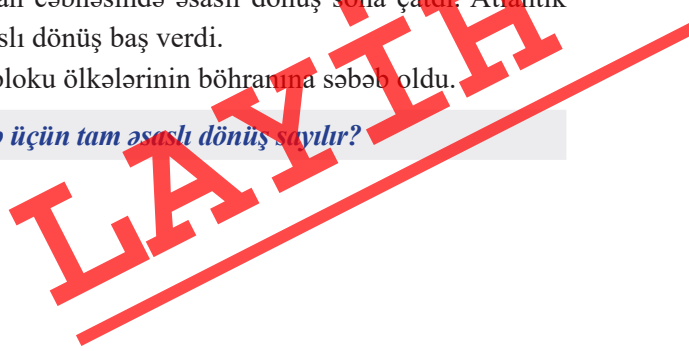 cəbhəsində əsaslı dönüş sona çatdı. Atlantik
slı dönüş baş verdi.
bloku ölkələrinin böhranına səbəb oldu.
üçün tam əsaslı dönüş sayılır?
LAYİH